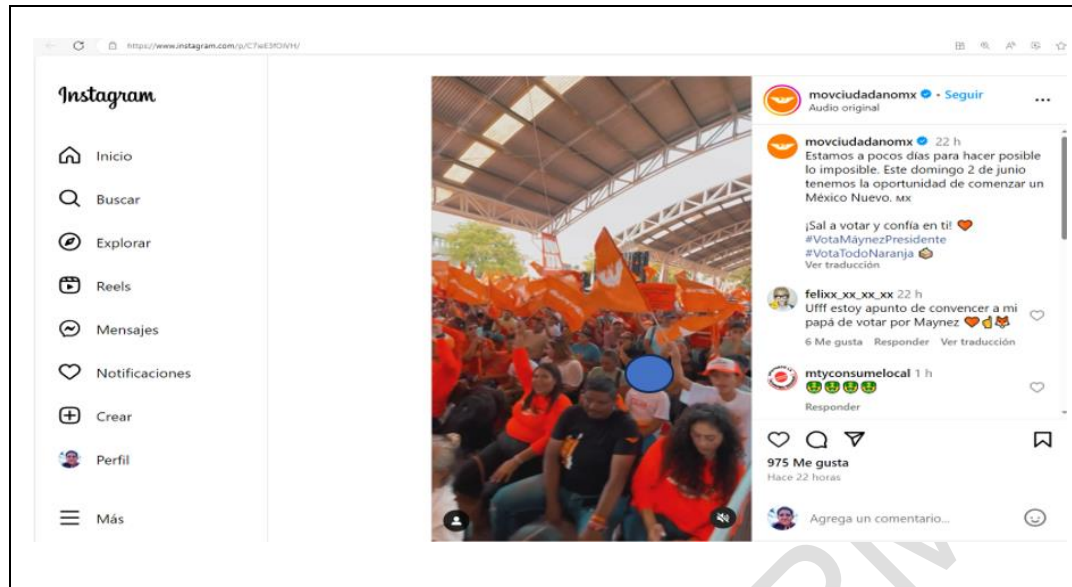 https://www.instagram.com/p/C7wE3fOIVrH/
Instagram
Inicio
Buscar
Explorar
Reels
Mensajes
Notificaciones
Crear
Perfil
Más
movciudadanomx • Seguir
Audio original
movciudadanomx 22 h
Estamos a pocos días para hacer posible
lo imposible. Este domingo 2 de junio
tenemos la oportunidad de comenzar un
México Nuevo. MX
¡Sal a votar y confía en ti! 🧡
#VotaMáynezPresidente
#VotaTodoNaranja 🗳️
Ver traducción
felixx_xx_xx_xx 22 h
Ufff estoy apunto de convencer a mi
papá de votar por Maynez 🧡☝️🦊
6 Me gusta Responder Ver traducción
mtyconsumelocal 1 h
🤮🤮🤮🤮
Responder
975 Me gusta
Hace 22 horas
Agrega un comentario...